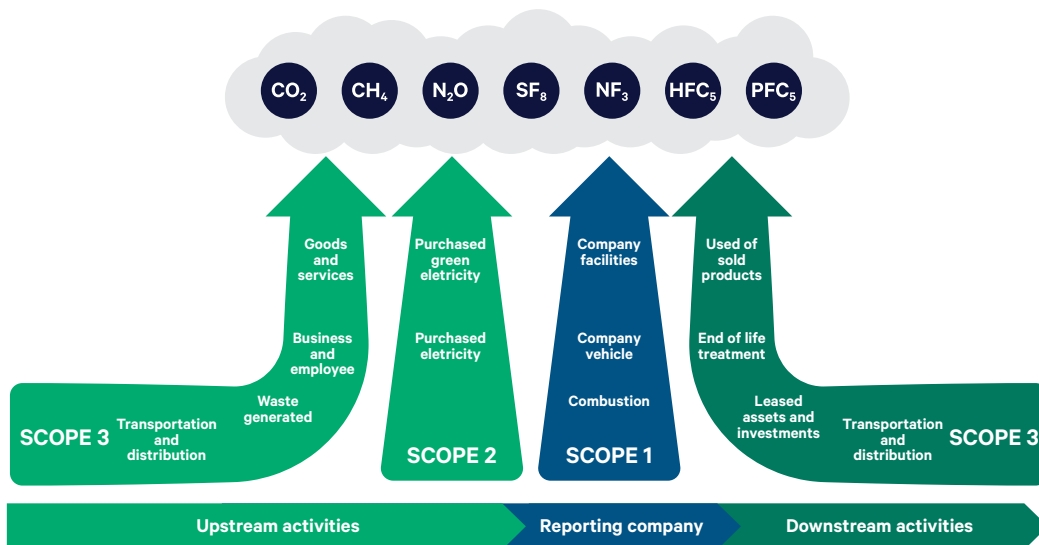 CO₂ CH₄ N₂O SF₈ NF₃ HFC₅ PFC₅
Goods
and
services
Business
and
employee
Waste
generated
Transportation
and
distribution
SCOPE 3
Purchased
green
eletricity
Purchased
eletricity
SCOPE 2
Company
facilities
Company
vehicle
Combustion
SCOPE 1
Used of
sold
products
End of life
treatment
Leased
assets and
investments
Transportation
and
distribution
SCOPE 3
Upstream activities
Reporting company
Downstream activities